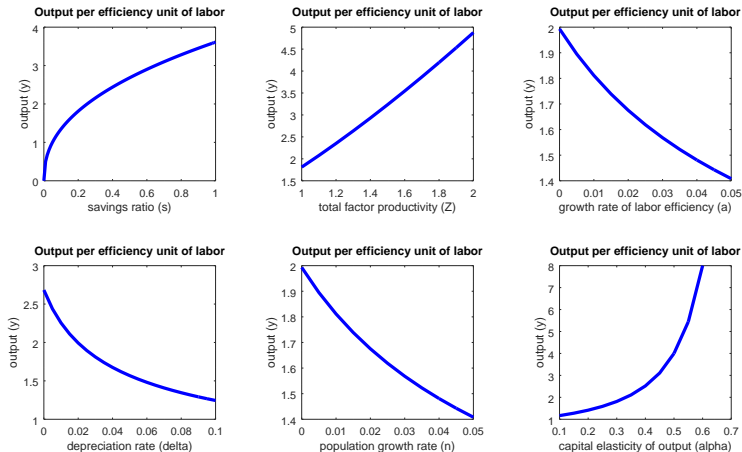 Output per efficiency unit of labor
4
3
2
1
0
output (y)
0 0.2 0.4 0.6 0.8 1
savings ratio (s)
Output per efficiency unit of labor
5
4.5
4
3.5
3
2.5
2
1.5
output (y)
1 1.2 1.4 1.6 1.8 2
total factor productivity (Z)
Output per efficiency unit of labor
2
1.9
1.8
1.7
1.6
1.5
1.4
output (y)
0 0.01 0.02 0.03 0.04 0.05
growth rate of labor efficiency (a)
Output per efficiency unit of labor
3
2.5
2
1.5
1
output (y)
0 0.02 0.04 0.06 0.08 0.1
depreciation rate (delta)
Output per efficiency unit of labor
2
1.9
1.8
1.7
1.6
1.5
1.4
output (y)
0 0.01 0.02 0.03 0.04 0.05
population growth rate (n)
Output per efficiency unit of labor
8
7
6
5
4
3
2
1
output (y)
0.1 0.2 0.3 0.4 0.5 0.6 0.7
capital elasticity of output (alpha)